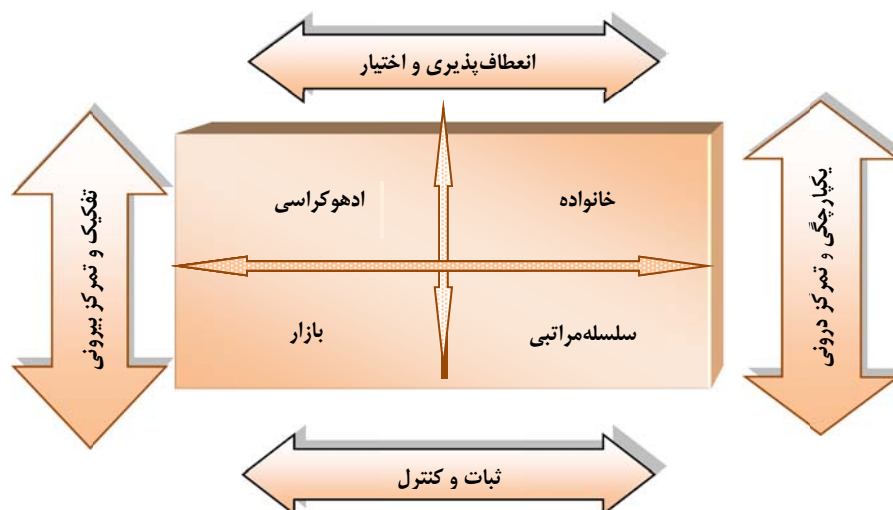 انعطاف‌پذیری و اختیار
یکپارچگی و تمرکز درونی
خانواده
ادهوکراسی
تفکیک و تمرکز بیرونی
سلسله‌مراتبی
بازار
ثبات و کنترل